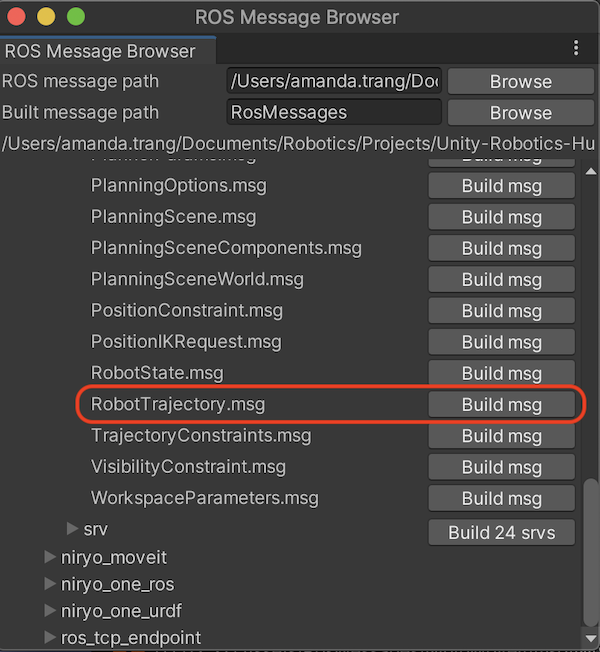 ROS Message Browser
ROS Message Browser
ROS message path /Users/amanda.trang/Doc Browse
Built message path RosMessages Browse
/Users/amanda.trang/Documents/Robotics/Projects/Unity-Robotics-Hu
PlannerParams.msg
PlanningOptions.msg Build msg
PlanningScene.msg Build msg
PlanningSceneComponents.msg Build msg
PlanningSceneWorld.msg Build msg
PositionConstraint.msg Build msg
PositionIKRequest.msg Build msg
RobotState.msg Build msg
RobotTrajectory.msg Build msg
TrajectoryConstraints.msg Build msg
VisibilityConstraint.msg Build msg
WorkspaceParameters.msg Build msg
srv Build 24 srvs
niryo_moveit
niryo_one_ros
niryo_one_urdf
ros_tcp_endpoint